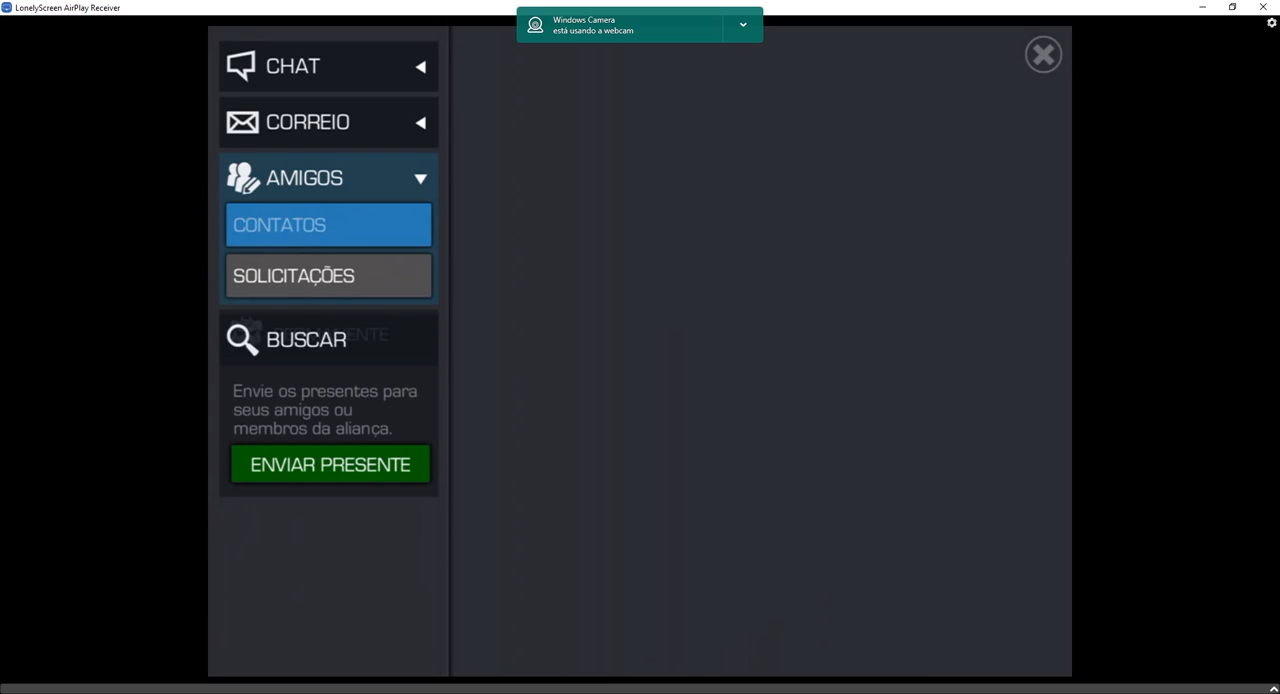 LonelyScreen AirPlay Receiver
Windows Camera
está usando a webcam
CHAT
CORREIO
AMIGOS
CONTATOS
SOLICITAÇÕES
BUSCAR
Envie os presentes para
seus amigos ou
membros da aliança.
ENVIAR PRESENTE